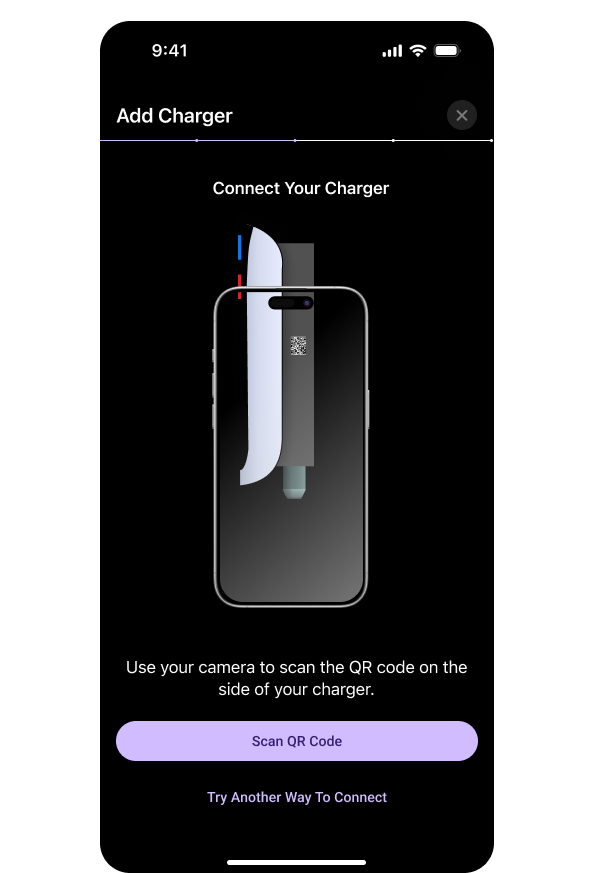 9:41
Add Charger
Connect Your Charger
Use your camera to scan the QR code on the
side of your charger.
Scan QR Code
Try Another Way To Connect